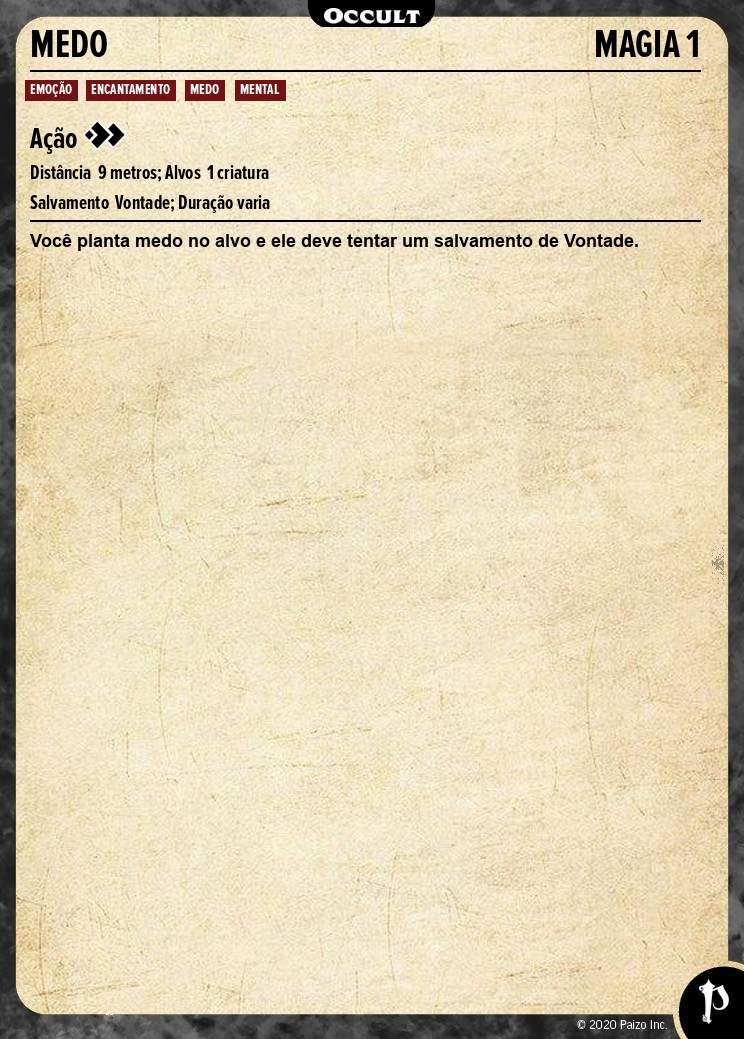 OCCULT
MEDO MAGIA 1
EMOÇÃO ENCANTAMENTO MEDO MENTAL
Ação
Distância 9 metros; Alvos 1 criatura
Salvamento Vontade; Duração varia
Você planta medo no alvo e ele deve tentar um salvamento de Vontade.
© 2020 Paizo Inc.
P